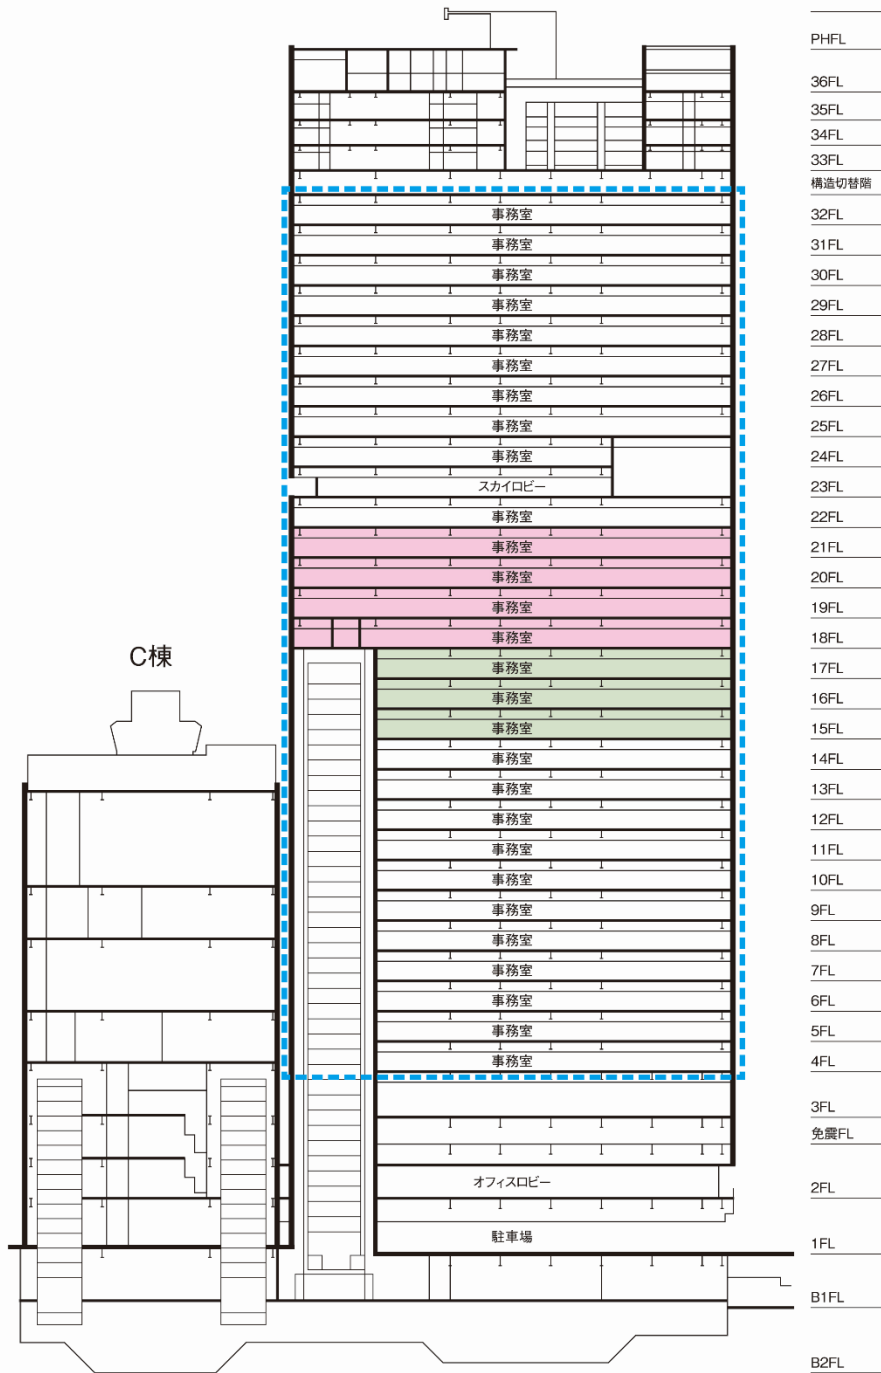 PHFL
36FL
35FL
34FL
33FL
構造切替階
事務室 32FL
事務室 31FL
事務室 30FL
事務室 29FL
事務室 28FL
事務室 27FL
事務室 26FL
事務室 25FL
事務室 24FL
スカイロビー 23FL
事務室 22FL
事務室 21FL
事務室 20FL
事務室 19FL
事務室 18FL
C棟
事務室 17FL
事務室 16FL
事務室 15FL
事務室 14FL
事務室 13FL
事務室 12FL
事務室 11FL
事務室 10FL
事務室 9FL
事務室 8FL
事務室 7FL
事務室 6FL
事務室 5FL
事務室 4FL
3FL
免震FL
オフィスロビー 2FL
駐車場 1FL
B1FL
B2FL